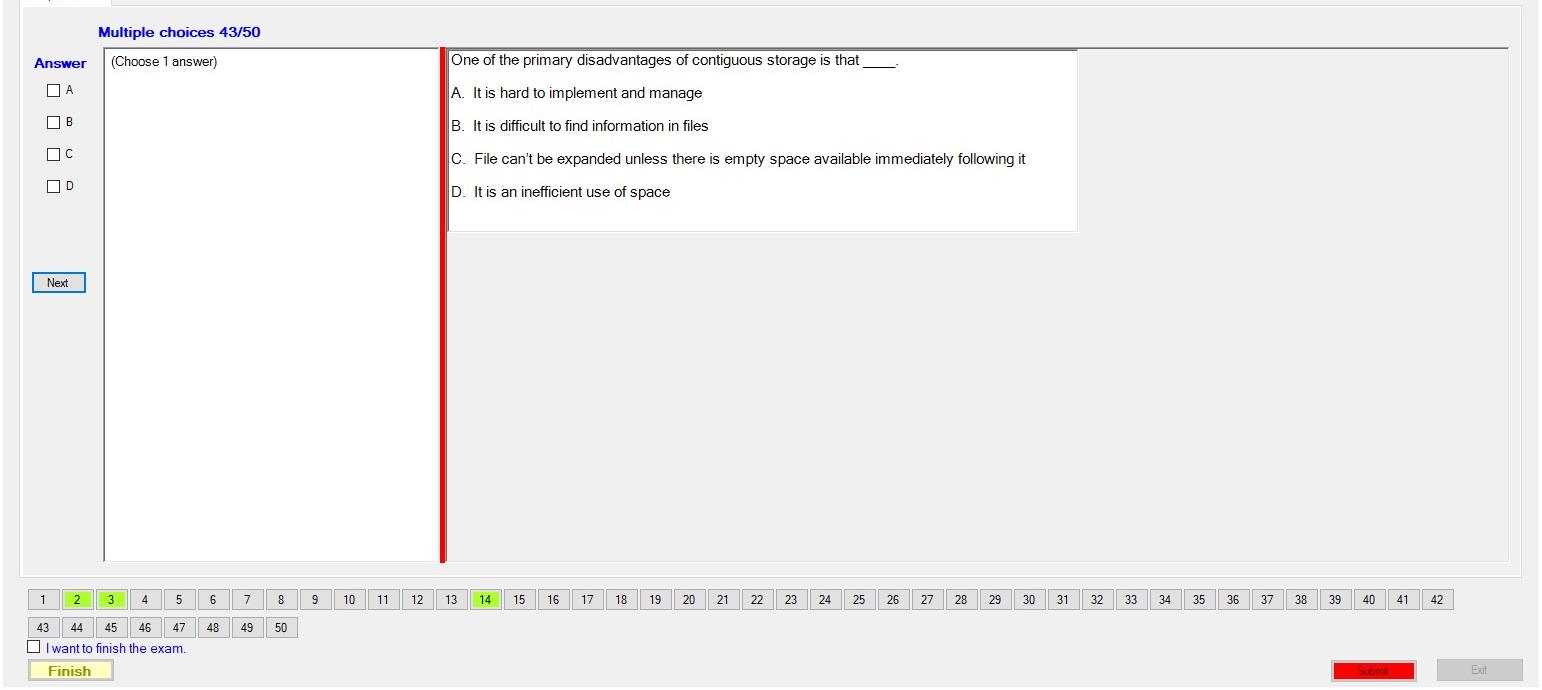 Multiple choices 43/50
Answer
(Choose 1 answer)
A
B
C
D
Next
One of the primary disadvantages of contiguous storage is that ____.
A. It is hard to implement and manage
B. It is difficult to find information in files
C. File can't be expanded unless there is empty space available immediately following it
D. It is an inefficient use of space
1 2 3 4 5 6 7 8 9 10 11 12 13 14 15 16 17 18 19 20 21 22 23 24 25 26 27 28 29 30 31 32 33 34 35 36 37 38 39 40 41 42
43 44 45 46 47 48 49 50
I want to finish the exam.
Finish
Submit
Exit